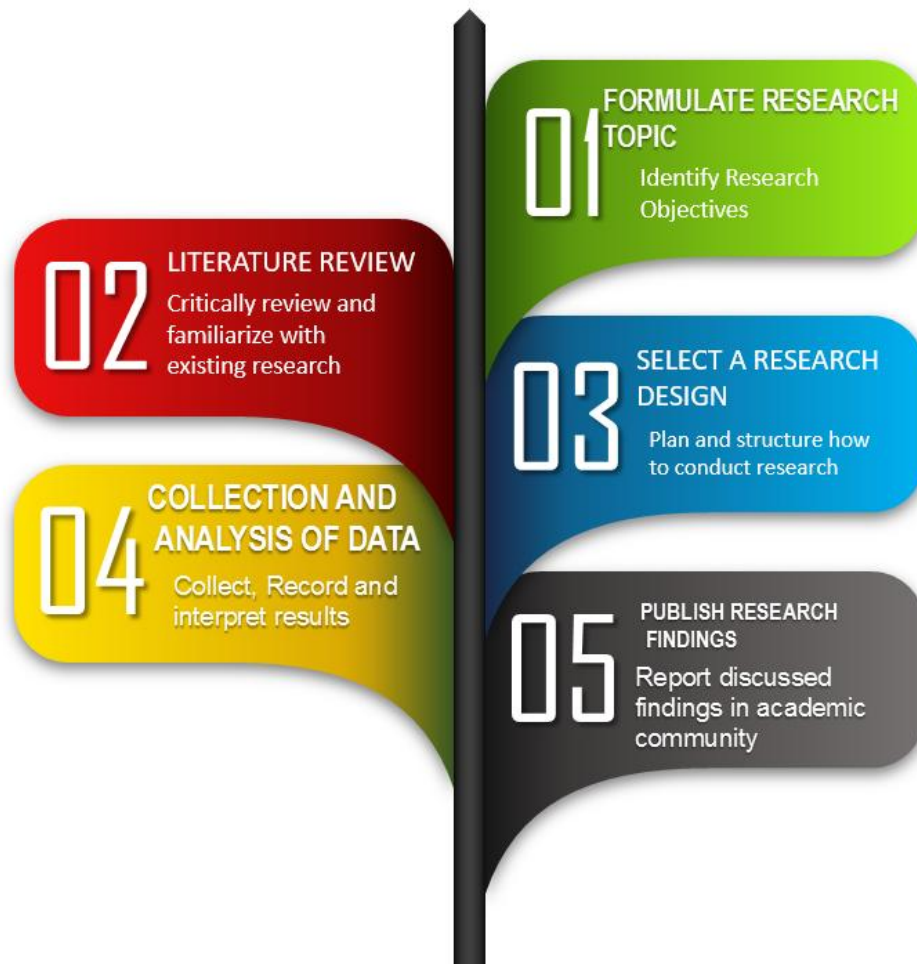 01
FORMULATE RESEARCH
TOPIC
Identify Research
Objectives
02
LITERATURE REVIEW
Critically review and
familiarize with
existing research
03
SELECT A RESEARCH
DESIGN
Plan and structure how
to conduct research
04
COLLECTION AND
ANALYSIS OF DATA
Collect, Record and
interpret results
05
PUBLISH RESEARCH
FINDINGS
Report discussed
findings in academic
community